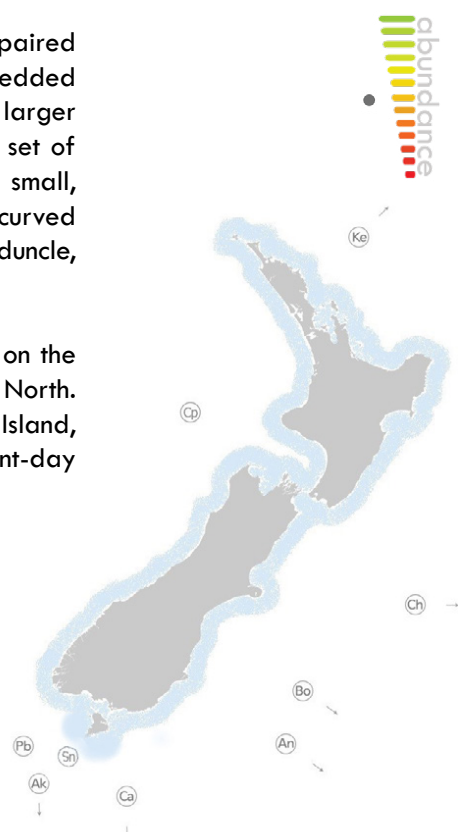 paired
edded
larger
set of
small,
curved
duncle,
on the
North.
Island,
nt-day
abundance
Ke
Cp
Ch
Bo
An
Pb
Sn
Ak
Ca